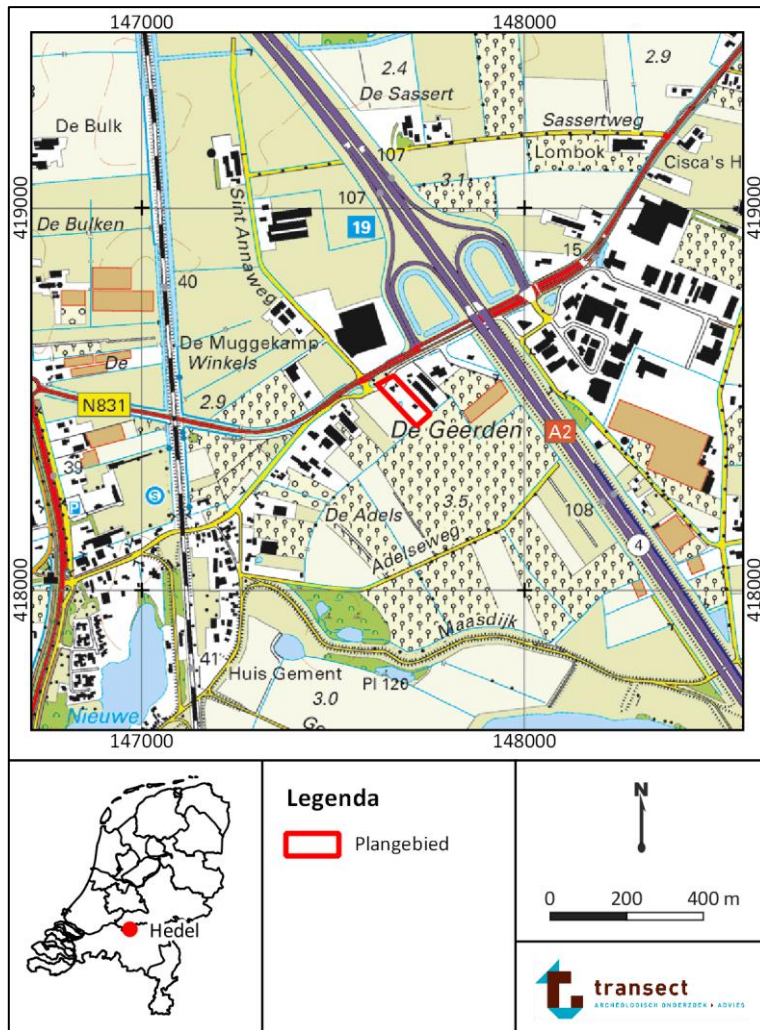 147000
148000
2.4
De Sassert
2.9
Sassertweg
De Bulk
107
Lombok
Cisca's H
3.1
107
419000
419000
De Bulken
Sint Annaweg
19
15
40
De Muggekamp
Winkels
De
2.9
N831
De Geerden
A2
39
3.5
P
S
De Adels
108
Adelseweg
4
418000
418000
Maasdijk
41
Huis Gement
Pl 126
3.0
Nieuwe
Ge
147000
148000
Legenda
Plangebied
Hedel
N
0 200 400 m
transect
ARCHEOLOGISCH ONDERZOEK ▸ ADVIES